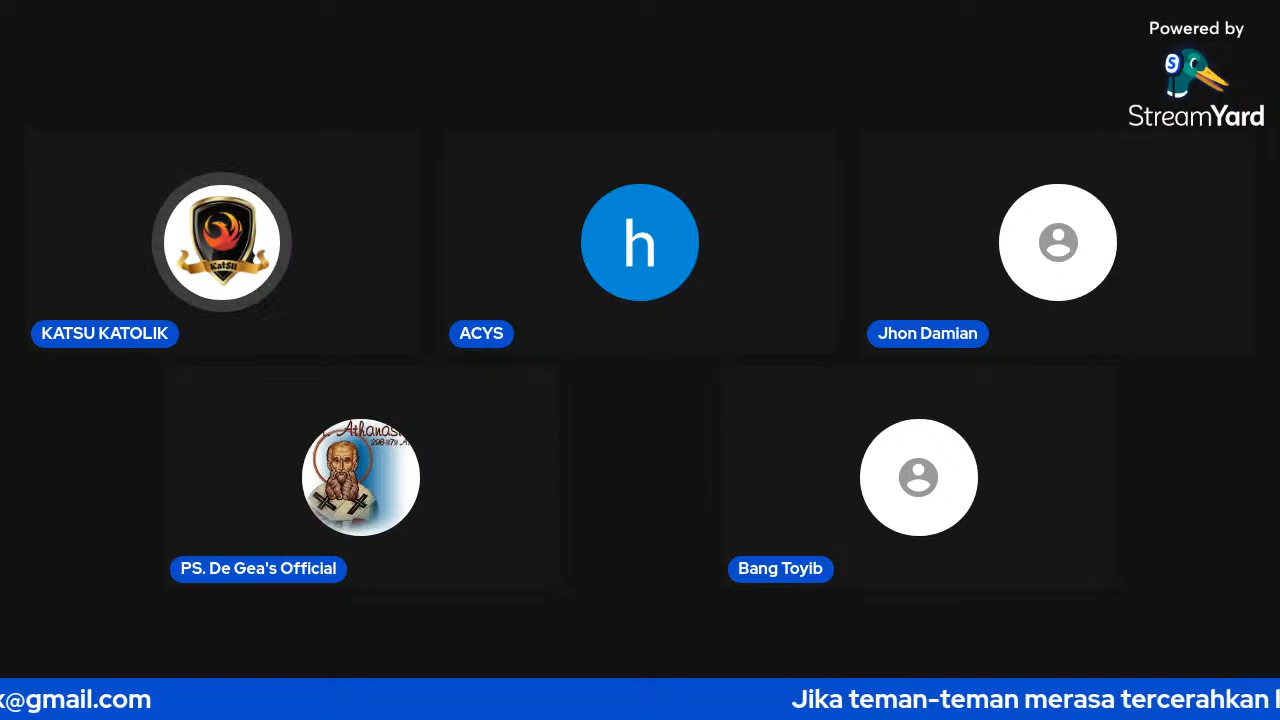 Powered by
S
StreamYard
KatSu
h
KATSU KATOLIK
ACYS
Jhon Damian
PS. De Gea's Official
Bang Toyib
@gmail.com
Jika teman-teman merasa tercerahkan